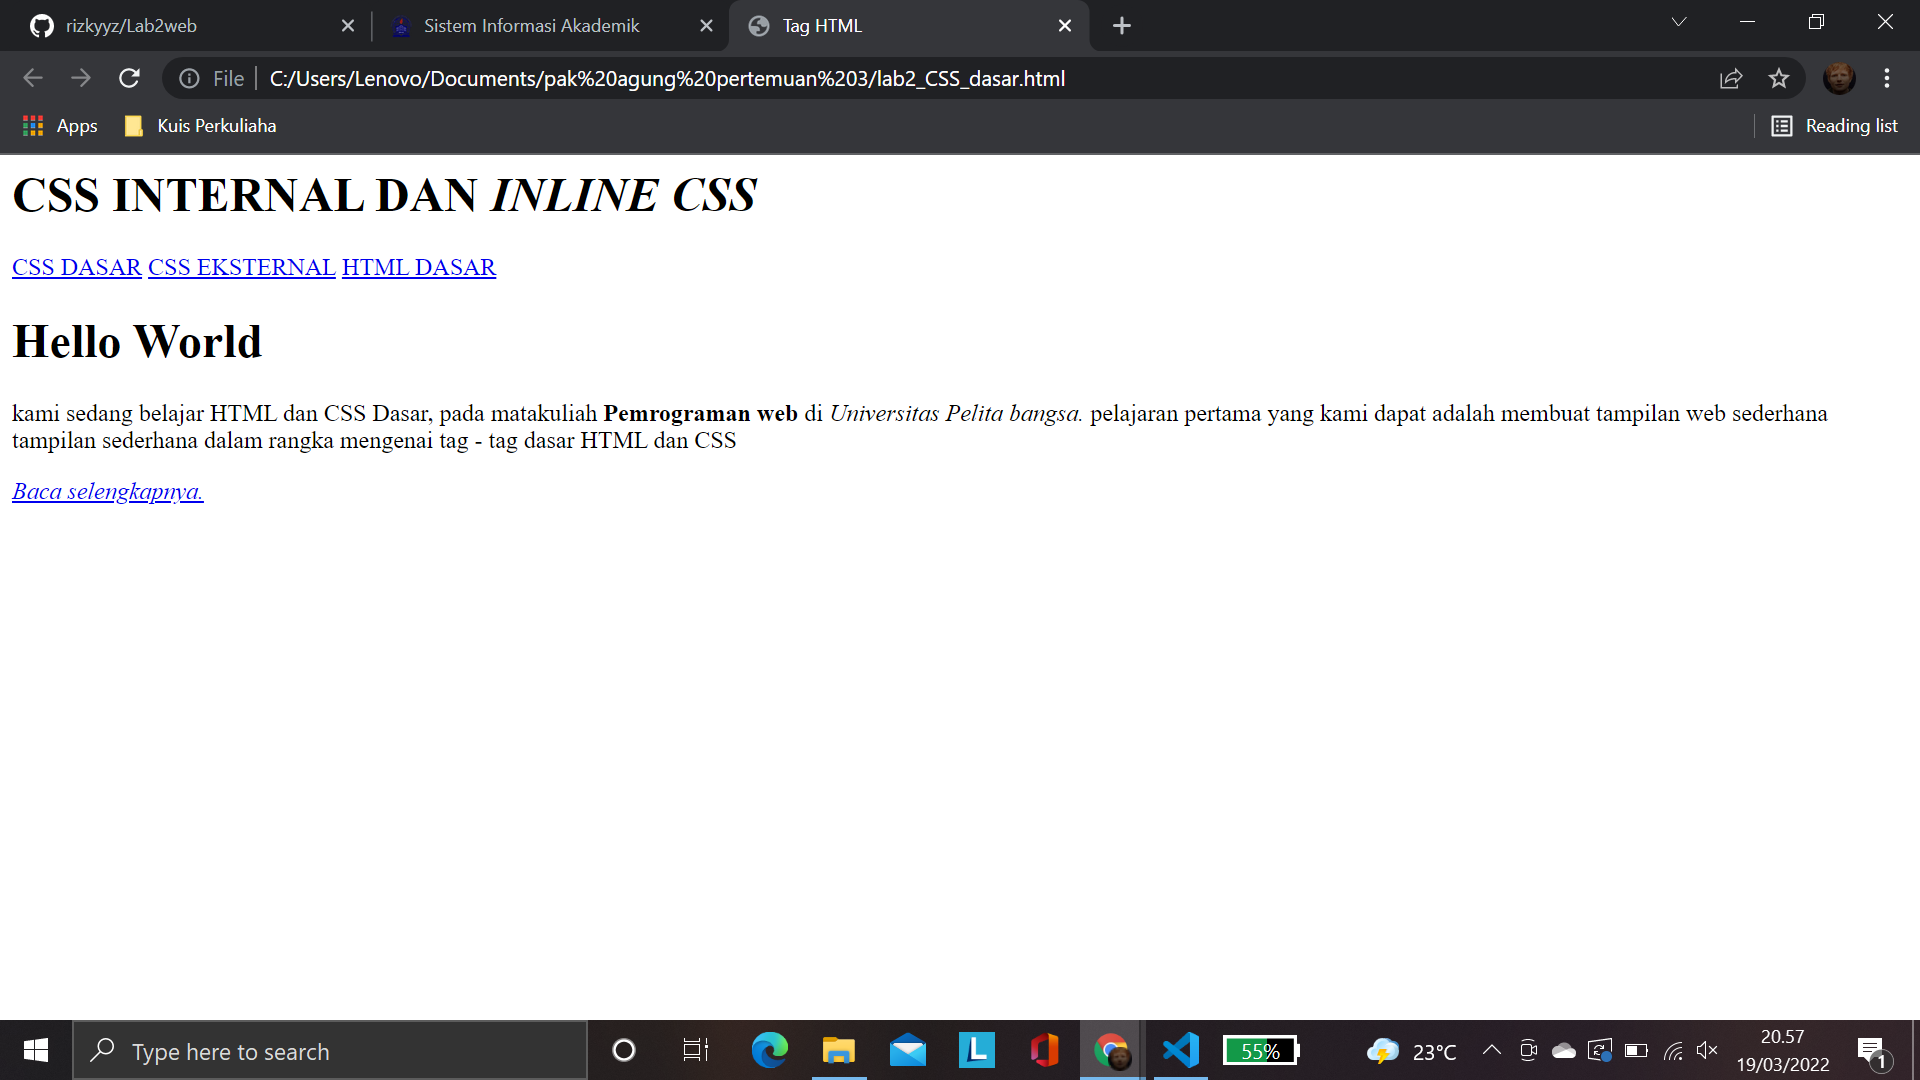 rizkyyz/Lab2web
Sistem Informasi Akademik
Tag HTML
File
C:/Users/Lenovo/Documents/pak%20agung%20pertemuan%203/lab2_CSS_dasar.html
Apps
Kuis Perkuliaha
Reading list
CSS INTERNAL DAN INLINE CSS
CSS DASAR CSS EKSTERNAL HTML DASAR
Hello World
kami sedang belajar HTML dan CSS Dasar, pada matakuliah Pemrograman web di Universitas Pelita bangsa. pelajaran pertama yang kami dapat adalah membuat tampilan web sederhana
tampilan sederhana dalam rangka mengenai tag - tag dasar HTML dan CSS
Baca selengkapnya.
Type here to search
L
55%
23°C
20.57
19/03/2022
1